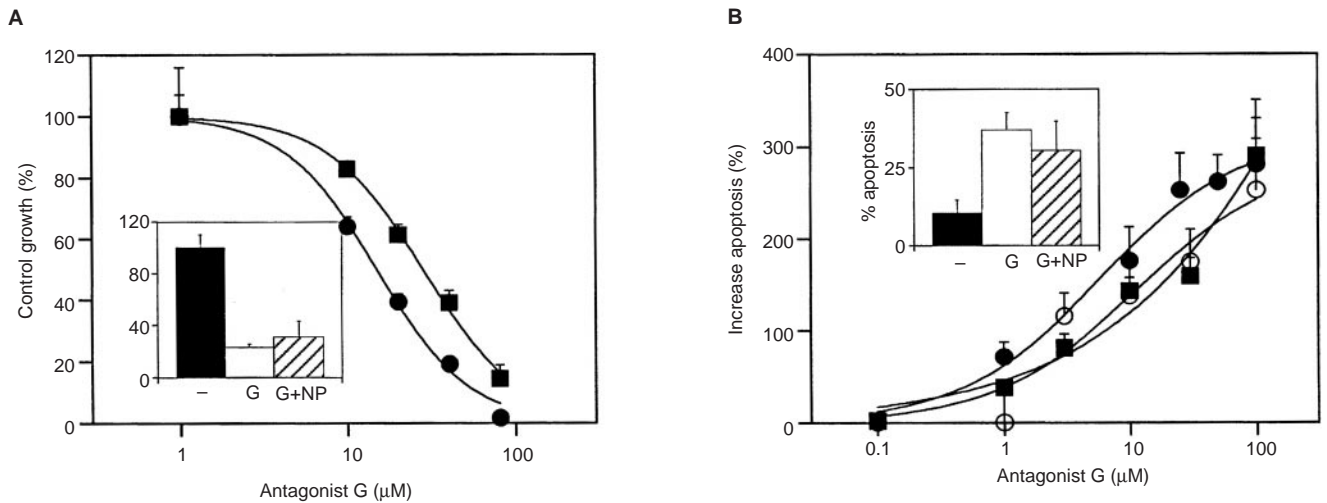 A
120
100
80
60
40
20
0
Control growth (%)
120
80
40
0
–
G
G+NP
1
10
100
Antagonist G (µM)
B
400
300
200
100
0
Increase apoptosis (%)
50
25
0
% apoptosis
–
G
G+NP
0.1
1
10
100
Antagonist G (µM)